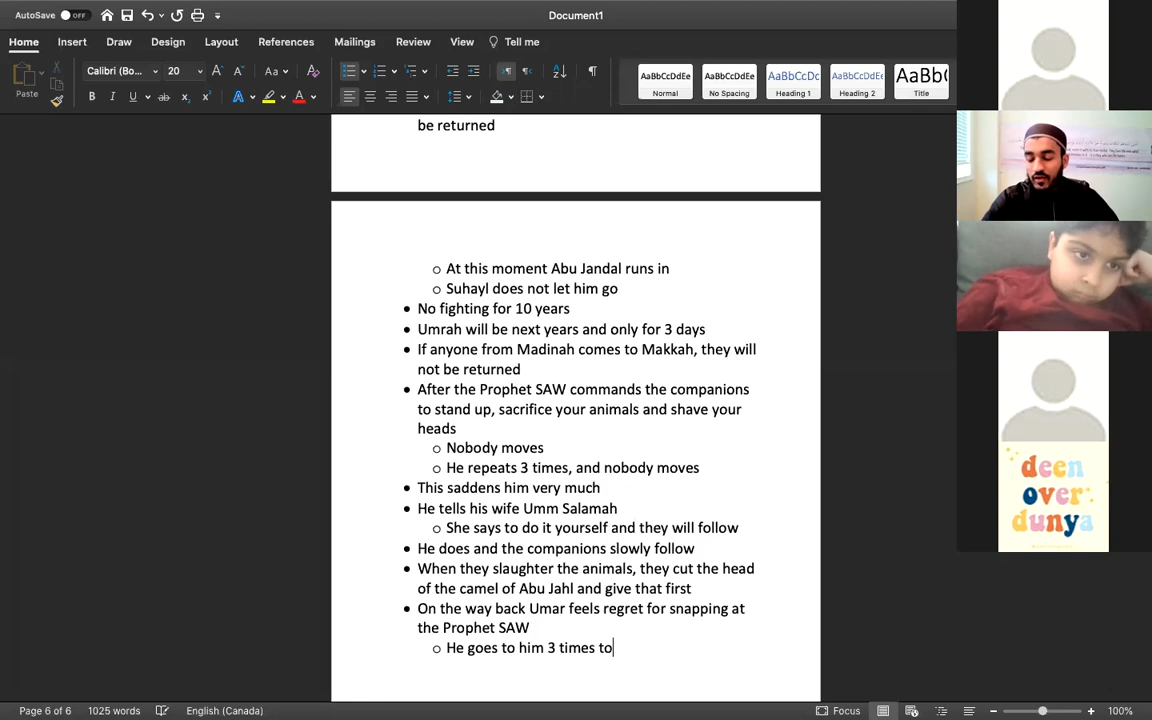 AutoSave OFF
Document1
Home Insert Draw Design Layout References Mailings Review View Tell me
Paste
Calibri (Bo... 20
AaBbCcDdEe AaBbCcDdEe AaBbCcDc AaBbCcDdEe AaBb(
Normal No Spacing Heading 1 Heading 2 Title
be returned
At this moment Abu Jandal runs in
Suhayl does not let him go
No fighting for 10 years
Umrah will be next years and only for 3 days
If anyone from Madinah comes to Makkah, they will
not be returned
After the Prophet SAW commands the companions
to stand up, sacrifice your animals and shave your
heads
Nobody moves
He repeats 3 times, and nobody moves
This saddens him very much
He tells his wife Umm Salamah
She says to do it yourself and they will follow
He does and the companions slowly follow
When they slaughter the animals, they cut the head
of the camel of Abu Jahl and give that first
On the way back Umar feels regret for snapping at
the Prophet SAW
He goes to him 3 times to
deen
over
dunya
Page 6 of 6 1025 words English (Canada) Focus 100%